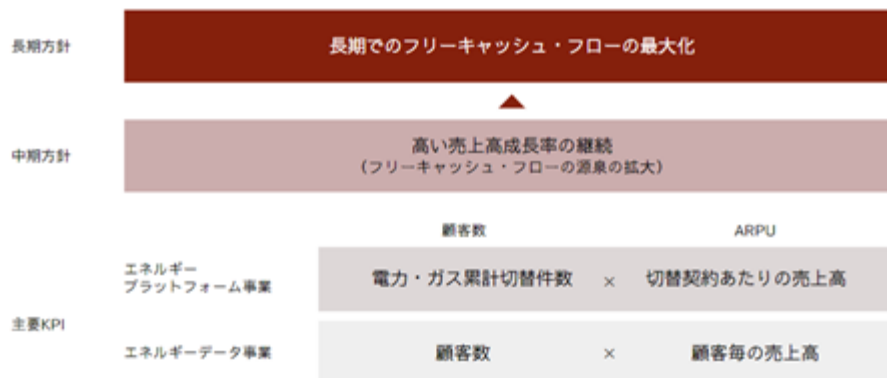 長期方針
長期でのフリーキャッシュ・フローの最大化
中期方針
高い売上高成長率の継続
(フリーキャッシュ・フローの源泉の拡大)
顧客数
ARPU
主要KPI
エネルギー
プラットフォーム事業
電力・ガス累計切替件数 × 切替契約あたりの売上高
エネルギーデータ事業
顧客数 × 顧客毎の売上高